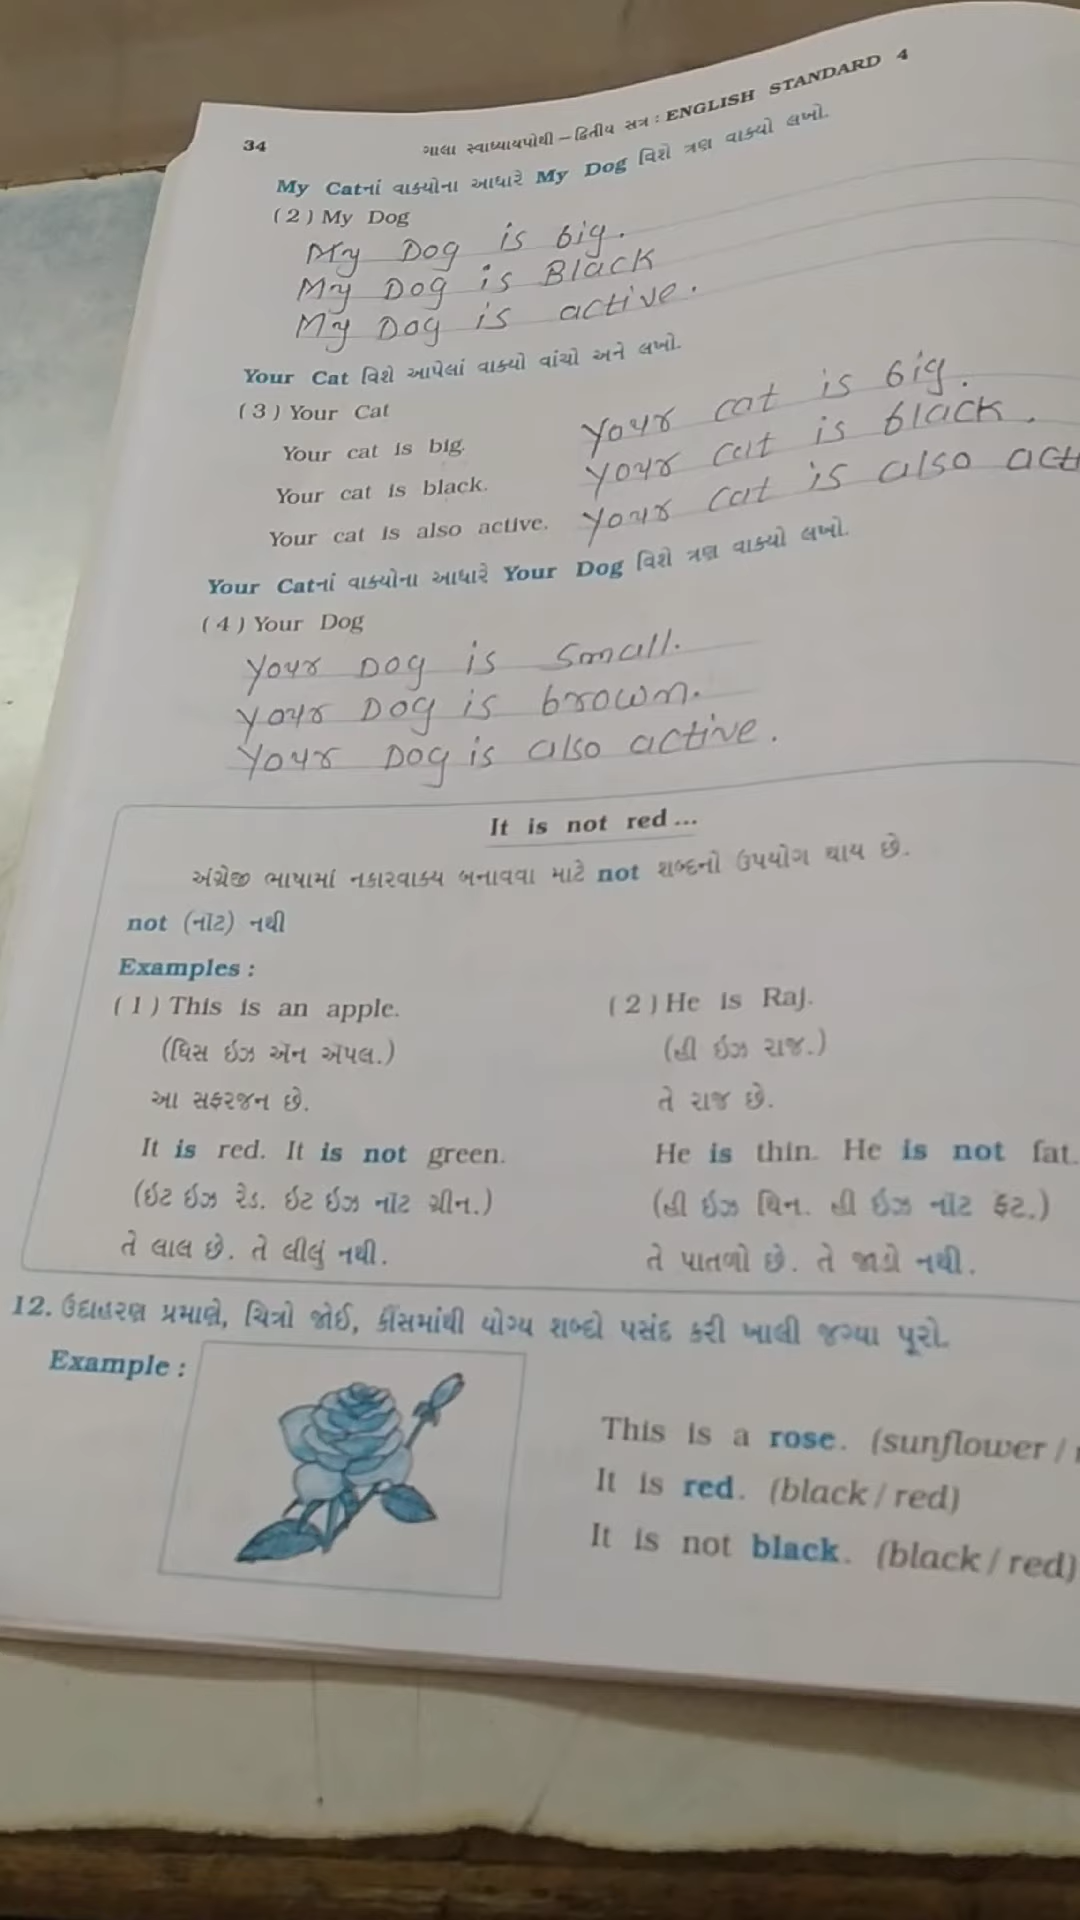 34
ગાલા સ્વાધ્યાયપોથી – દ્વિતીય સત્ર : ENGLISH STANDARD 4
My Catનાં વાક્યોના આધારે My Dog વિશે ત્રણ વાક્યો લખો.
( 2 ) My Dog
My Dog is big.
My Dog is Black
My Dog is active.
Your Cat વિશે આપેલાં વાક્યો વાંચો અને લખો.
( 3 ) Your Cat
Your cat is big. Your cat is big.
Your cat is black. Your cat is black.
Your cat is also active. Your cat is also
Your Catનાં વાક્યોના આધારે Your Dog વિશે ત્રણ વાક્યો લખો.
( 4 ) Your Dog
Your Dog is small.
Your Dog is brown.
Your Dog is also active.
It is not red ...
અંગ્રેજી ભાષામાં નકારવાક્ય બનાવવા માટે not શબ્દનો ઉપયોગ થાય છે.
not (નૉટ) નથી
Examples :
( 1 ) This is an apple. ( 2 ) He is Raj.
(ધિસ ઇઝ ઍન ઍપલ.) (હી ઇઝ રાજ.)
આ સફરજન છે. તે રાજ છે.
It is red. It is not green. He is thin. He is not fat.
(ઇટ ઇઝ રેડ. ઇટ ઇઝ નૉટ ગ્રીન.) (હી ઇઝ થિન. હી ઇઝ નૉટ ફૅટ.)
તે લાલ છે. તે લીલું નથી. તે પાતળો છે. તે જાડો નથી.
12. ઉદાહરણ પ્રમાણે, ચિત્રો જોઈ, કૌંસમાંથી યોગ્ય શબ્દો પસંદ કરી ખાલી જગ્યા પૂરો.
Example :
This is a rose. (sunflower /
It is red. (black / red)
It is not black. (black / red)